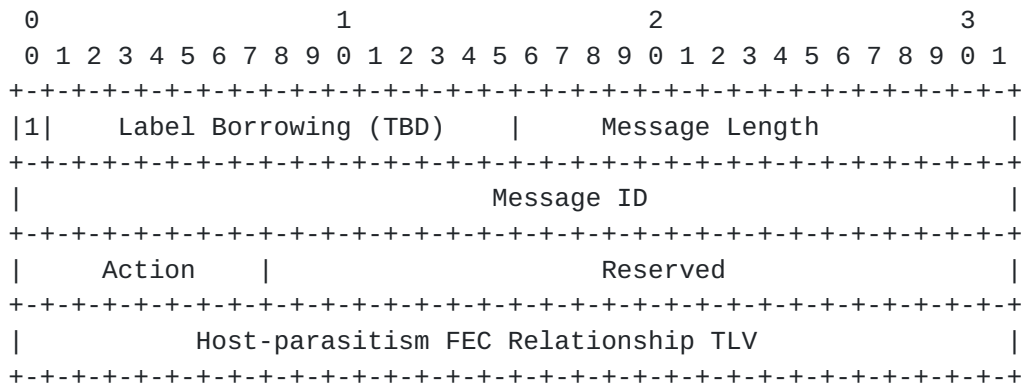 0                   1                   2                   3
0 1 2 3 4 5 6 7 8 9 0 1 2 3 4 5 6 7 8 9 0 1 2 3 4 5 6 7 8 9 0 1
+-+-+-+-+-+-+-+-+-+-+-+-+-+-+-+-+-+-+-+-+-+-+-+-+-+-+-+-+-+-+-+-+
|1|    Label Borrowing (TBD)    |     Message Length            |
+-+-+-+-+-+-+-+-+-+-+-+-+-+-+-+-+-+-+-+-+-+-+-+-+-+-+-+-+-+-+-+-+
|                              Message ID                       |
+-+-+-+-+-+-+-+-+-+-+-+-+-+-+-+-+-+-+-+-+-+-+-+-+-+-+-+-+-+-+-+-+
|     Action    |                     Reserved                  |
+-+-+-+-+-+-+-+-+-+-+-+-+-+-+-+-+-+-+-+-+-+-+-+-+-+-+-+-+-+-+-+-+
|           Host-parasitism FEC Relationship TLV                |
+-+-+-+-+-+-+-+-+-+-+-+-+-+-+-+-+-+-+-+-+-+-+-+-+-+-+-+-+-+-+-+-+